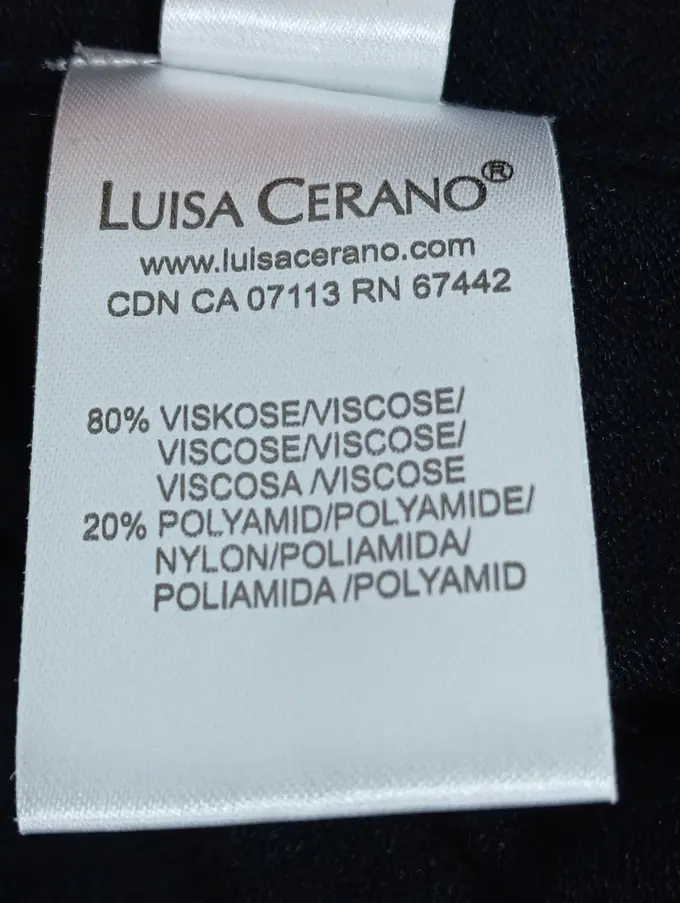 LUISA CERANO®
www.luisacerano.com
CDN CA 07113 RN 67442
80% VISKOSE/VISCOSE/
VISCOSE/VISCOSE/
VISCOSA /VISCOSE
20% POLYAMID/POLYAMIDE/
NYLON/POLIAMIDA/
POLIAMIDA /POLYAMID